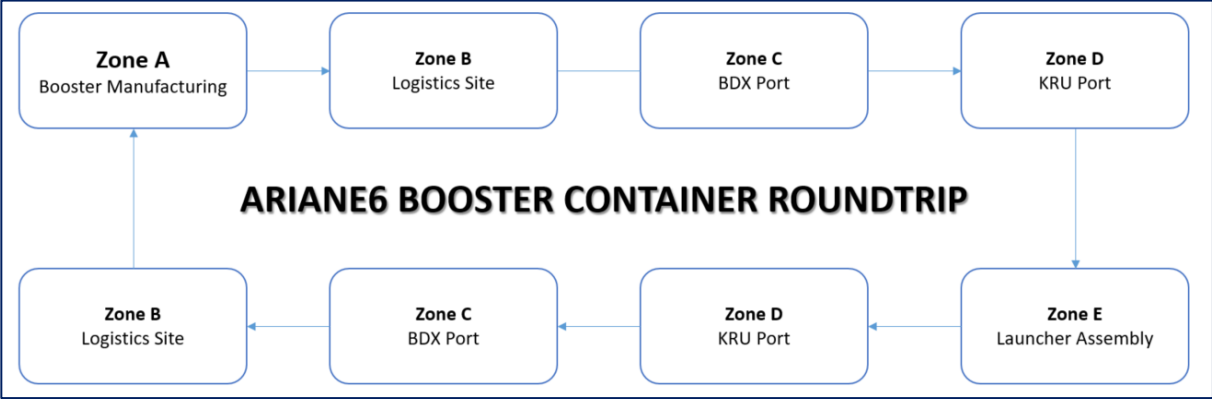 Zone A
Booster Manufacturing
Zone B
Logistics Site
Zone C
BDX Port
Zone D
KRU Port
ARIANE6 BOOSTER CONTAINER ROUNDTRIP
Zone B
Logistics Site
Zone C
BDX Port
Zone D
KRU Port
Zone E
Launcher Assembly